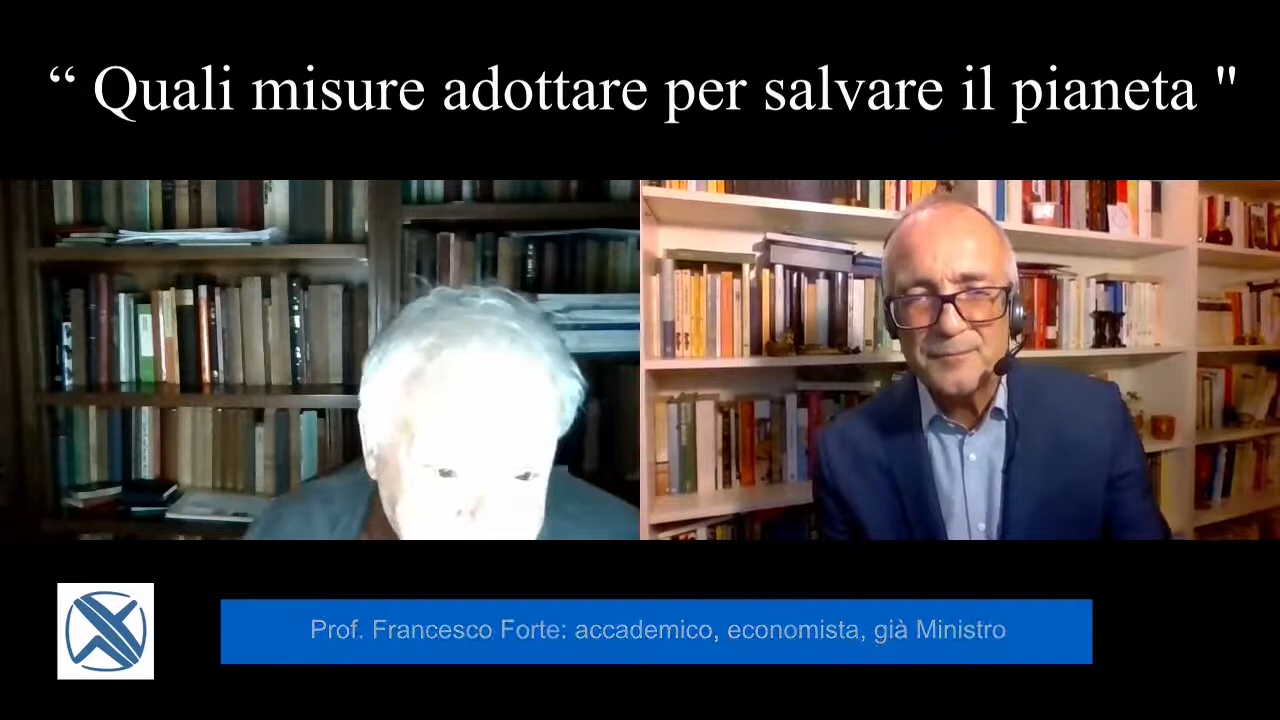 “ Quali misure adottare per salvare il pianeta "
Prof. Francesco Forte: accademico, economista, già Ministro